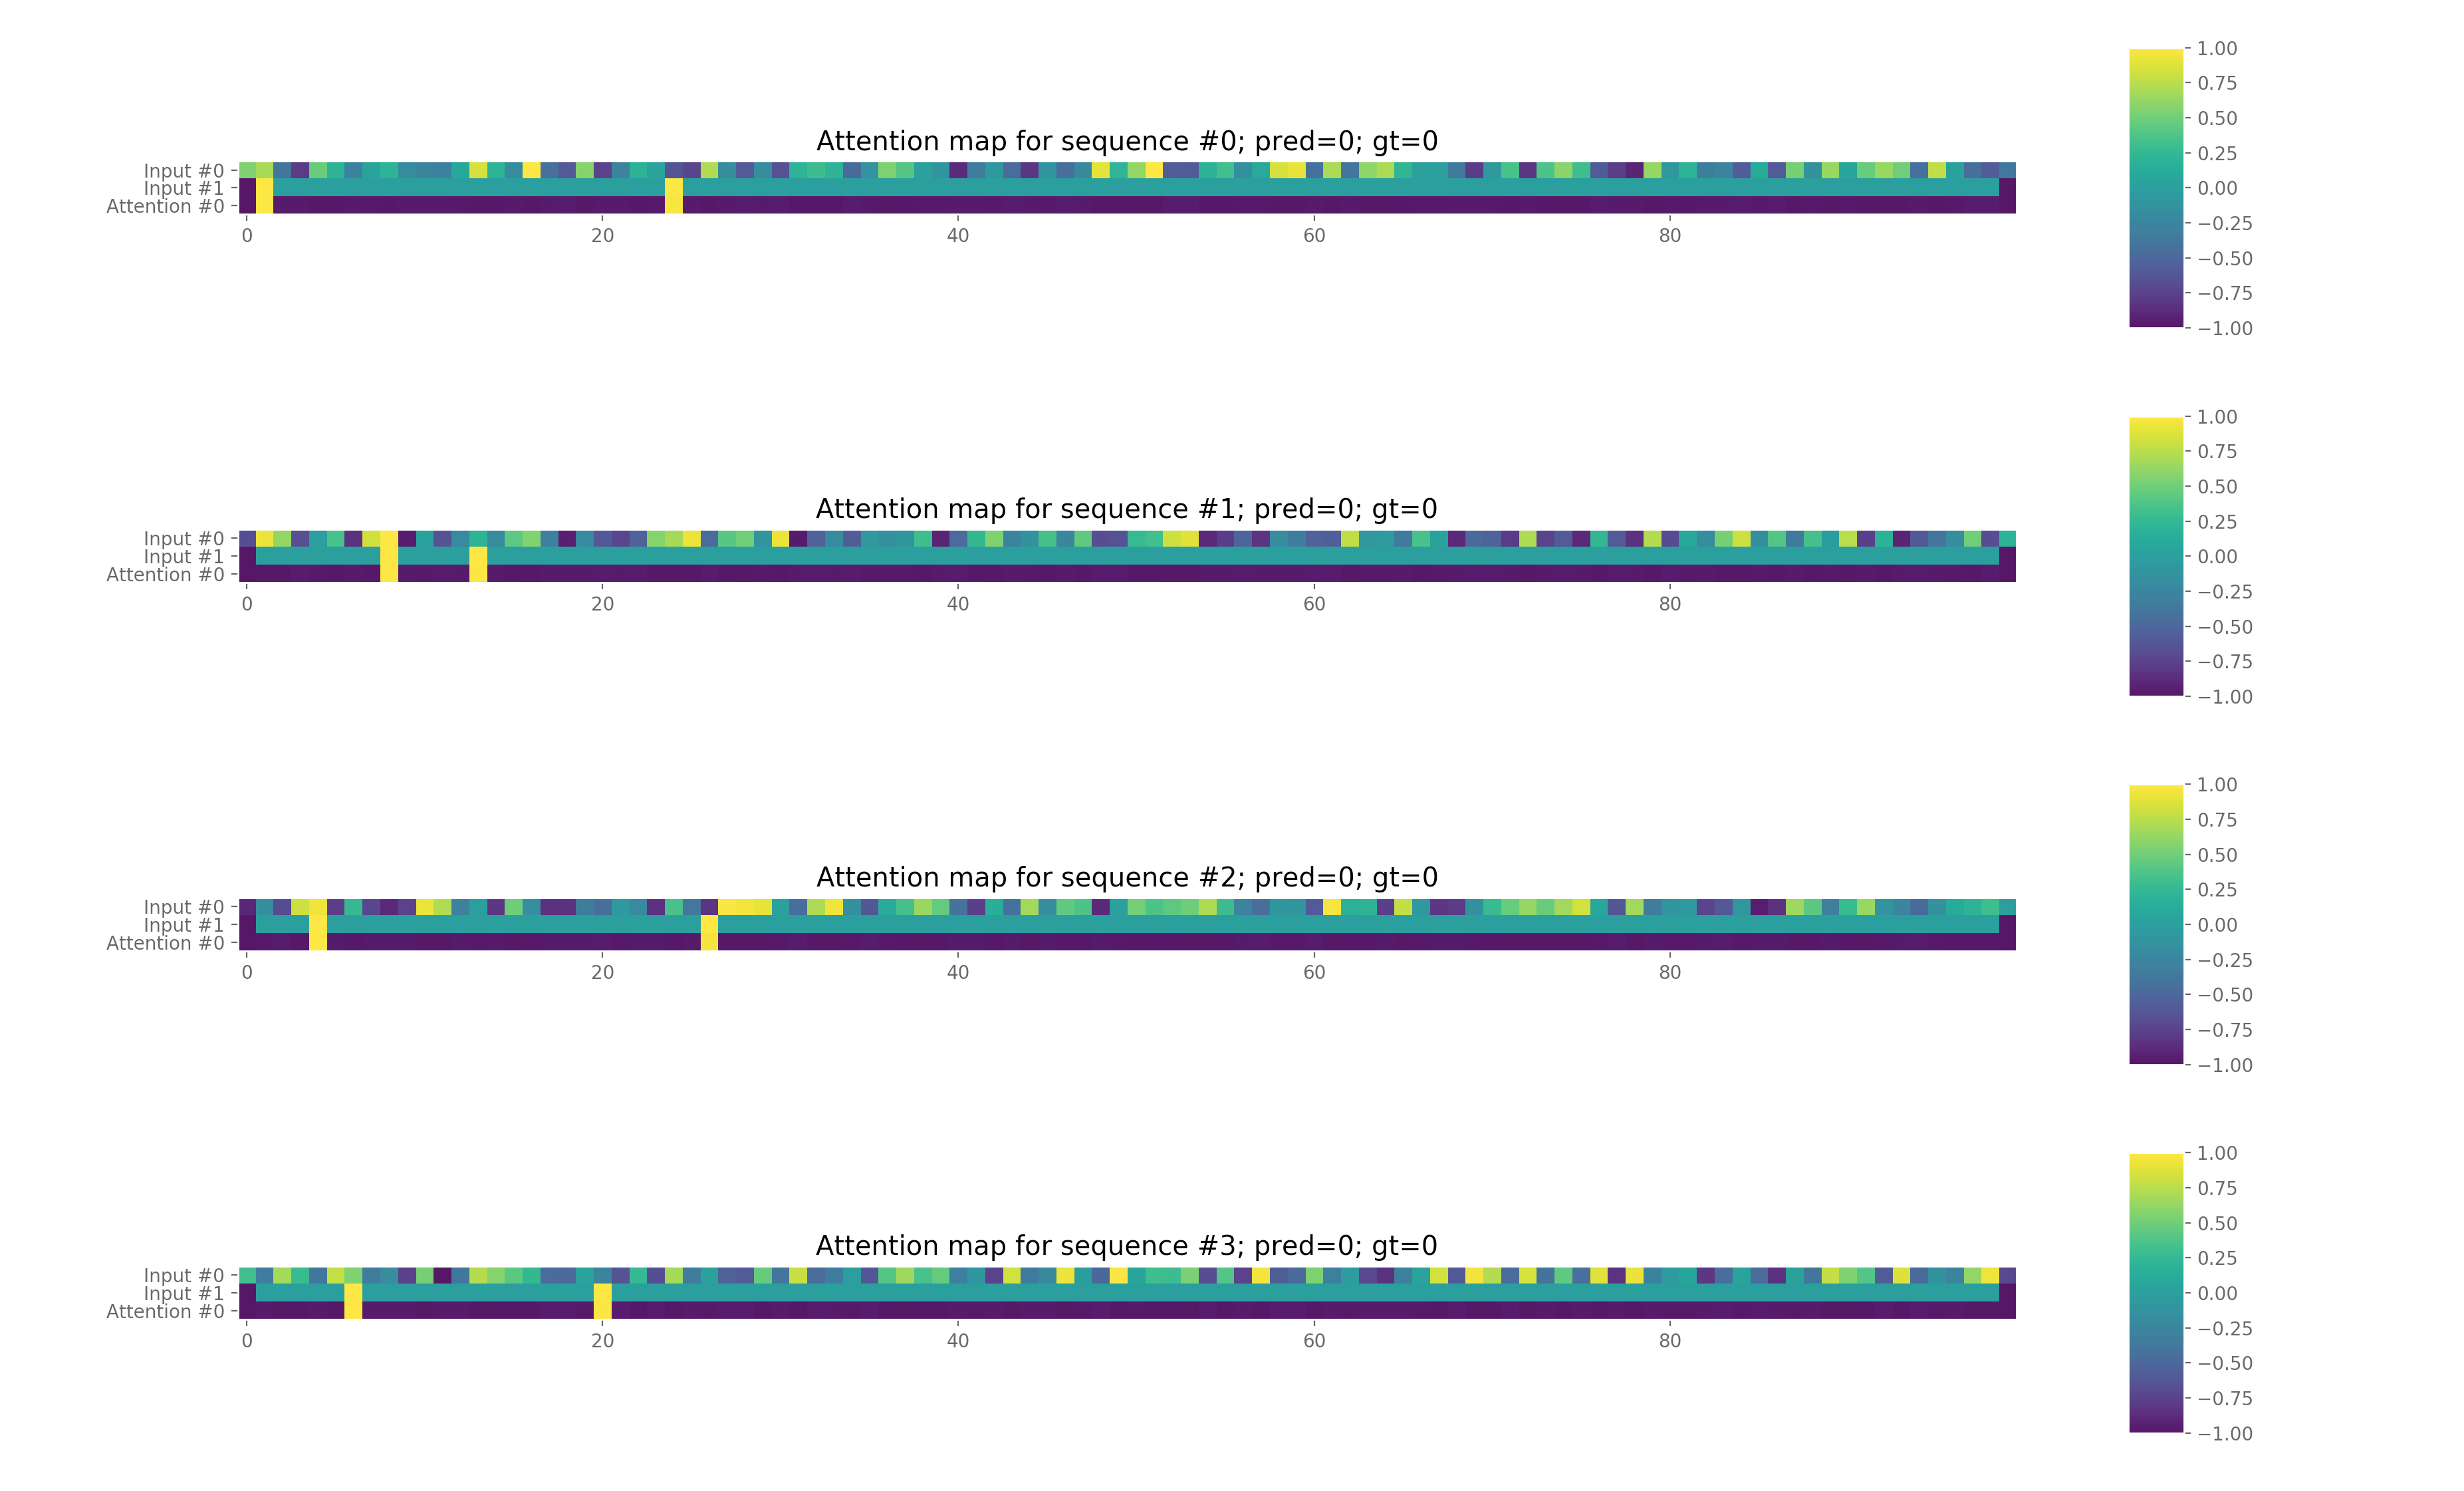 Attention map for sequence #0; pred=0; gt=0
Input #0
Input #1
Attention #0
0 20 40 60 80
1.00
0.75
0.50
0.25
0.00
−0.25
−0.50
−0.75
−1.00
Attention map for sequence #1; pred=0; gt=0
Input #0
Input #1
Attention #0
0 20 40 60 80
1.00
0.75
0.50
0.25
0.00
−0.25
−0.50
−0.75
−1.00
Attention map for sequence #2; pred=0; gt=0
Input #0
Input #1
Attention #0
0 20 40 60 80
1.00
0.75
0.50
0.25
0.00
−0.25
−0.50
−0.75
−1.00
Attention map for sequence #3; pred=0; gt=0
Input #0
Input #1
Attention #0
0 20 40 60 80
1.00
0.75
0.50
0.25
0.00
−0.25
−0.50
−0.75
−1.00